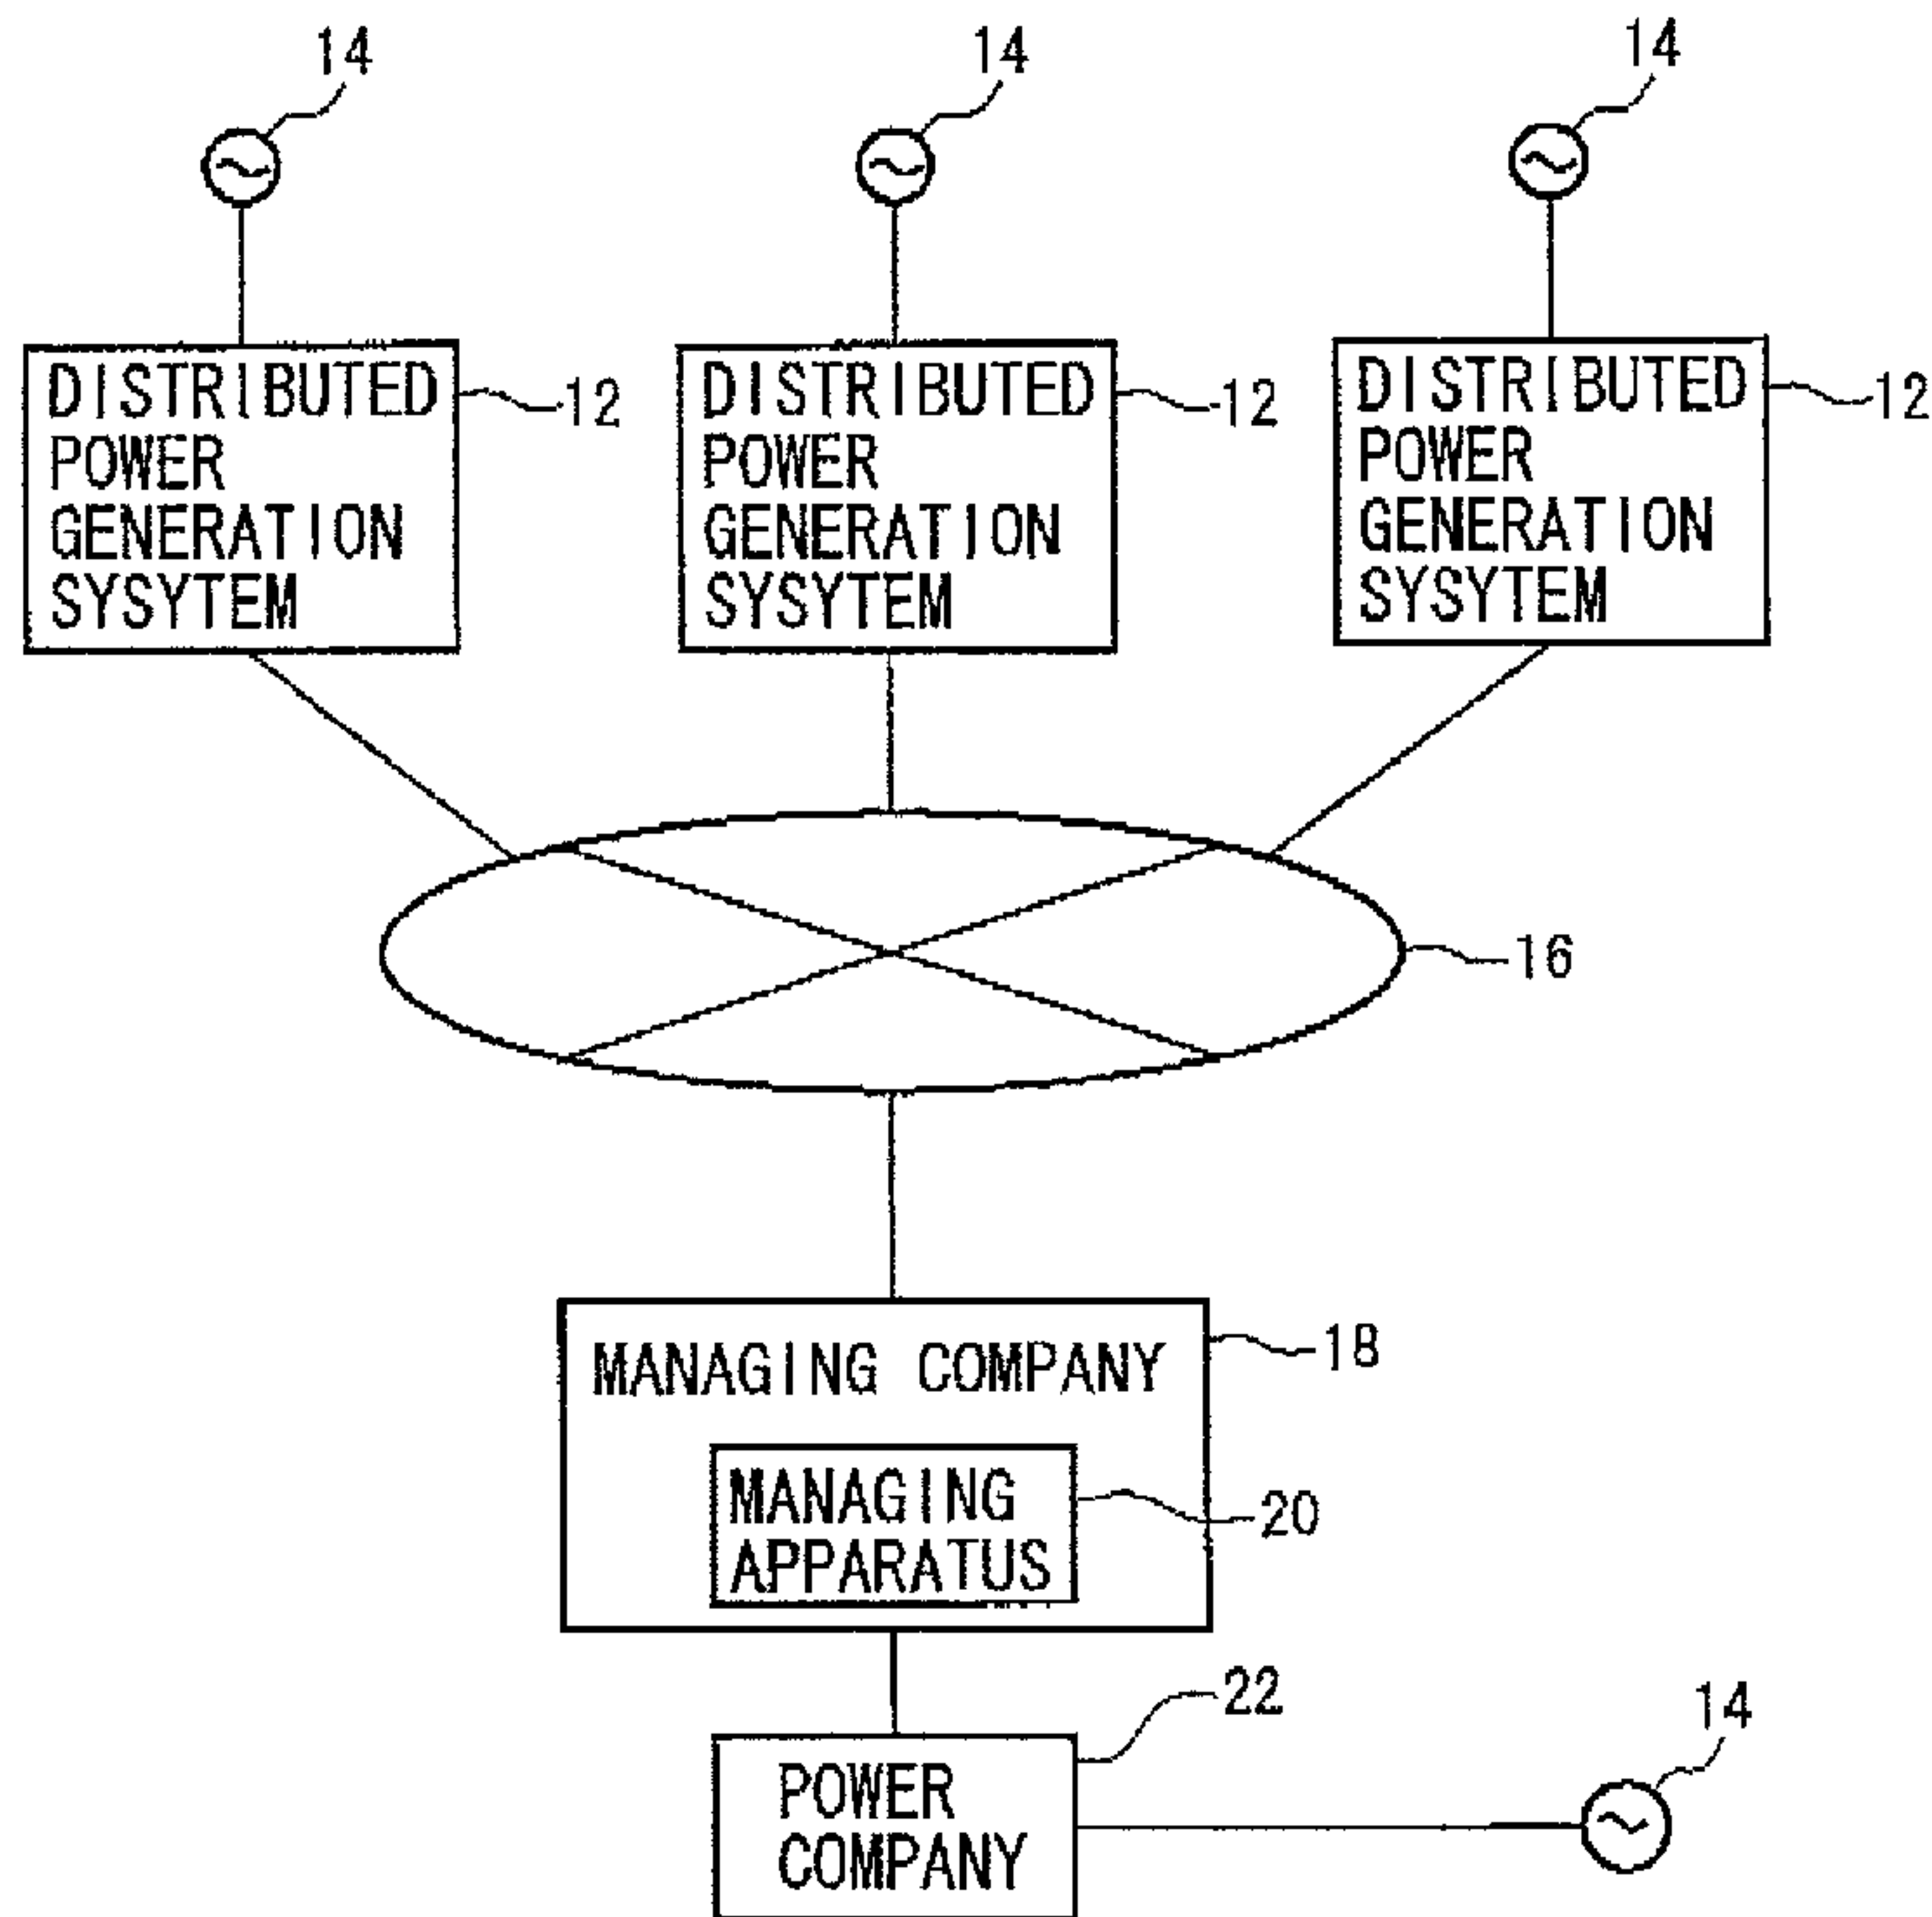 14 14 14
DISTRIBUTED
POWER
GENERATION
SYSYTEM
12
DISTRIBUTED
POWER
GENERATION
SYSYTEM
12
DISTRIBUTED
POWER
GENERATION
SYSYTEM
12
16
MANAGING COMPANY
18
MANAGING
APPARATUS
20
22
14
POWER
COMPANY